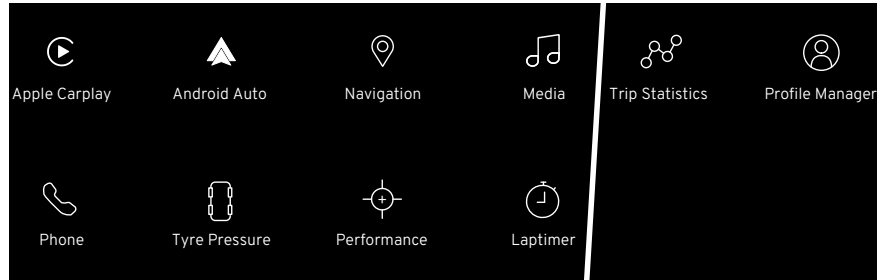 Apple Carplay
Android Auto
Navigation
Media
Trip Statistics
Profile Manager
Phone
Tyre Pressure
Performance
Laptimer